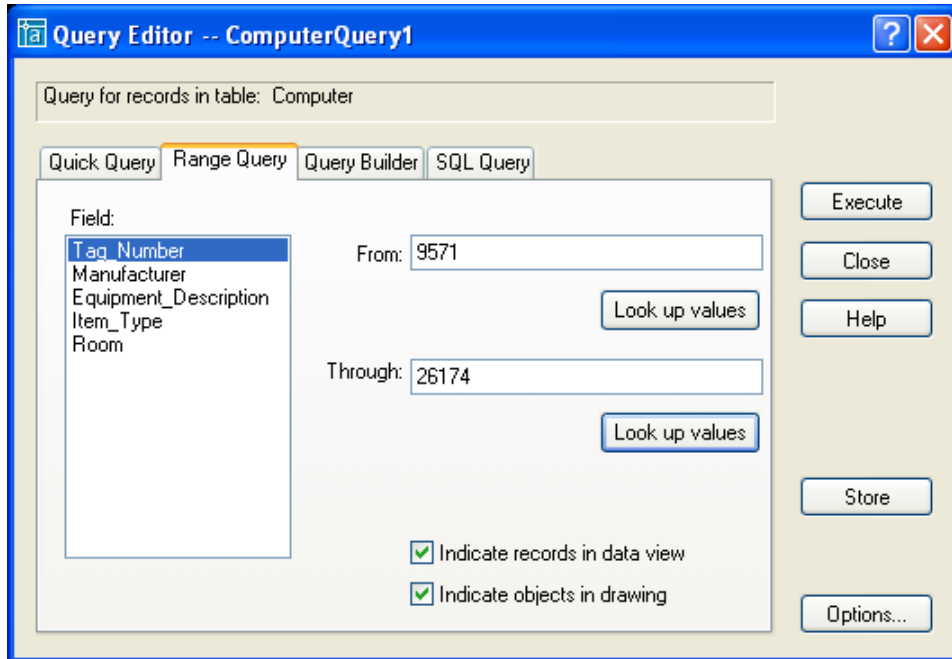 Query Editor -- ComputerQuery1
Query for records in table: Computer
Quick Query
Range Query
Query Builder
SQL Query
Field:
Tag_Number
Manufacturer
Equipment_Description
Item_Type
Room
From: 9571
Look up values
Through: 26174
Look up values
Indicate records in data view
Indicate objects in drawing
Execute
Close
Help
Store
Options...